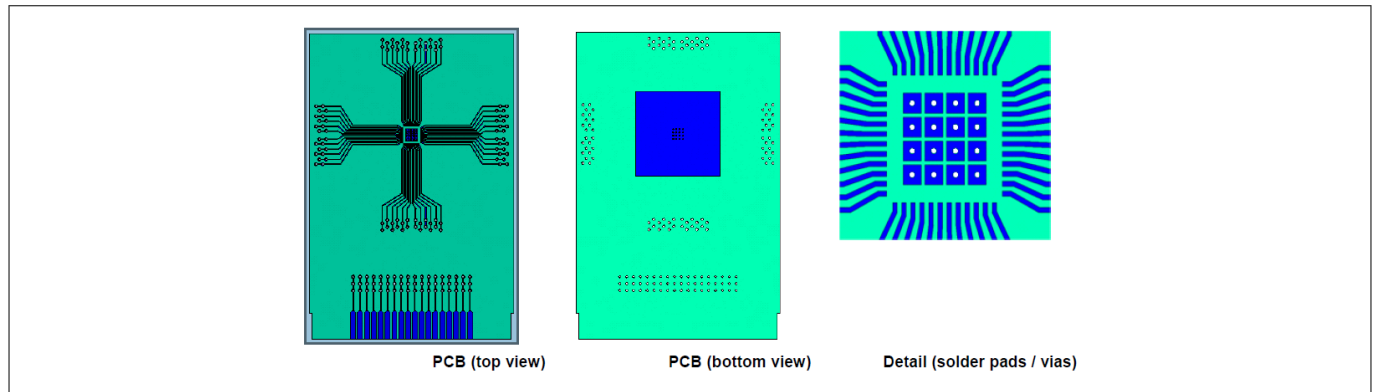 PCB (top view)
PCB (bottom view)
Detail (solder pads / vias)